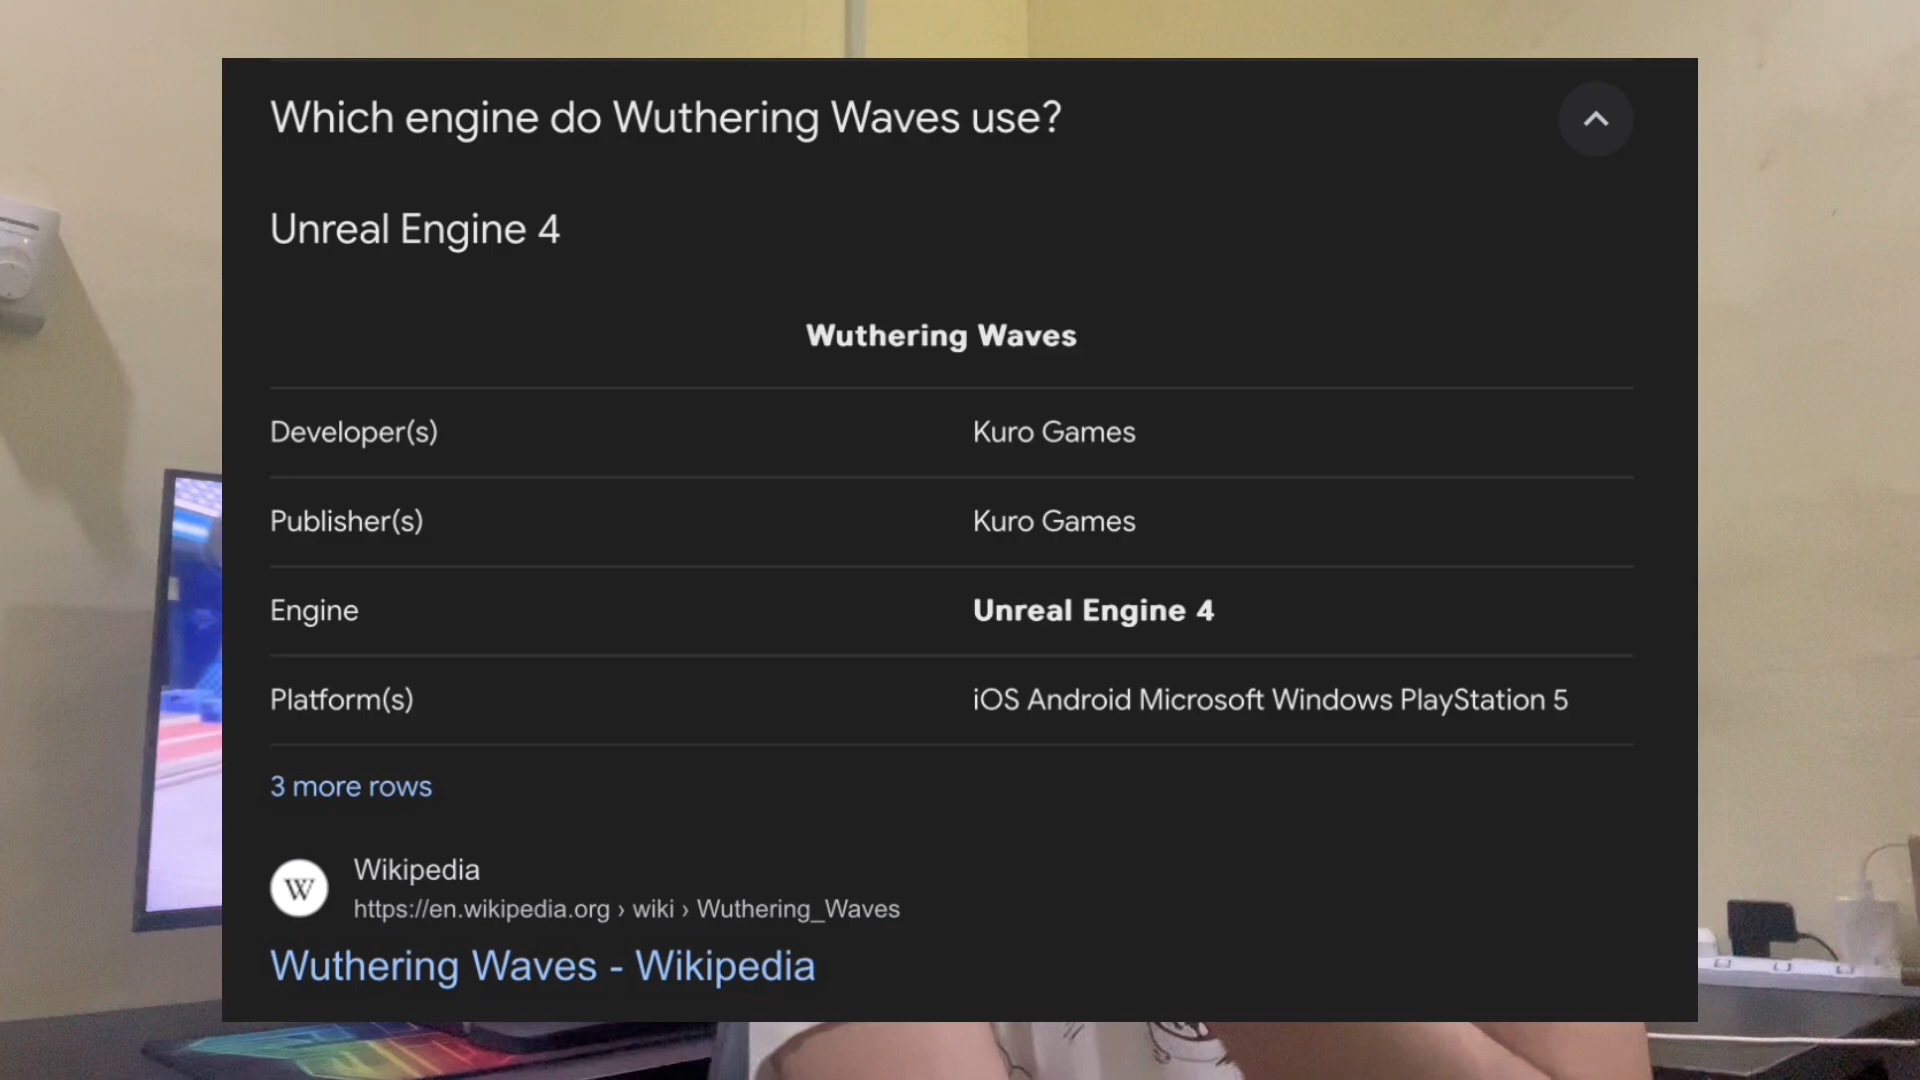 Which engine do Wuthering Waves use?
Unreal Engine 4
Wuthering Waves
Developer(s) Kuro Games
Publisher(s) Kuro Games
Engine Unreal Engine 4
Platform(s) iOS Android Microsoft Windows PlayStation 5
3 more rows
W
Wikipedia
https://en.wikipedia.org › wiki › Wuthering_Waves
Wuthering Waves - Wikipedia